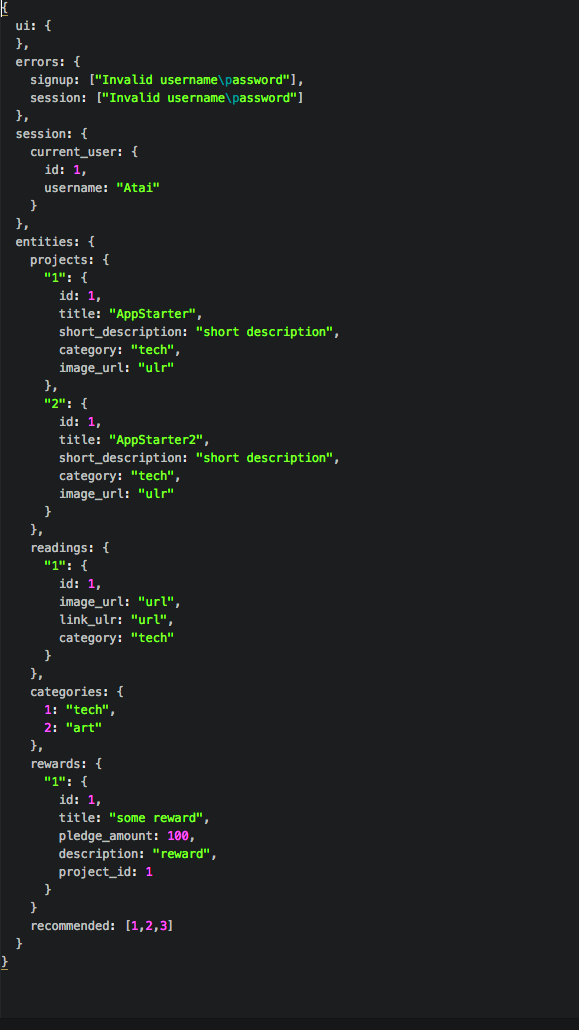 {
  ui: {
  },
  errors: {
    signup: ["Invalid username\password"],
    session: ["Invalid username\password"]
  },
  session: {
    current_user: {
      id: 1,
      username: "Atai"
    }
  },
  entities: {
    projects: {
      "1": {
        id: 1,
        title: "AppStarter",
        short_description: "short description",
        category: "tech",
        image_url: "ulr"
      },
      "2": {
        id: 1,
        title: "AppStarter2",
        short_description: "short description",
        category: "tech",
        image_url: "ulr"
      }
    },
    readings: {
      "1": {
        id: 1,
        image_url: "url",
        link_ulr: "url",
        category: "tech"
      }
    },
    categories: {
      1: "tech",
      2: "art"
    },
    rewards: {
      "1": {
        id: 1,
        title: "some reward",
        pledge_amount: 100,
        description: "reward",
        project_id: 1
      }
    }
    recommended: [1,2,3]
  }
}